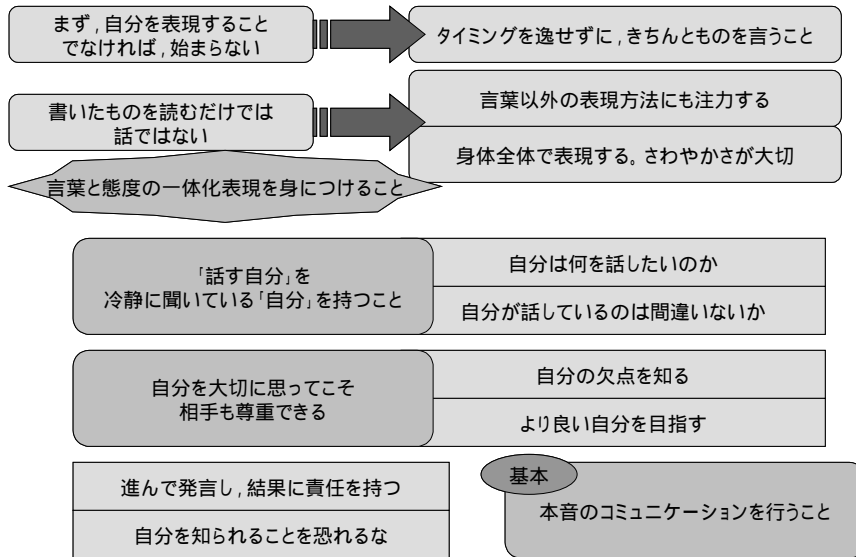 まず,自分を表現すること
でなければ,始まらない
タイミングを逸せずに,きちんとものを言うこと
書いたものを読むだけでは
話ではない
言葉以外の表現方法にも注力する
身体全体で表現する。さわやかさが大切
言葉と態度の一体化表現を身につけること
「話す自分」を
冷静に聞いている「自分」を持つこと
自分は何を話したいのか
自分が話しているのは間違いないか
自分を大切に思ってこそ
相手も尊重できる
自分の欠点を知る
より良い自分を目指す
進んで発言し,結果に責任を持つ
自分を知られることを恐れるな
基本
本音のコミュニケーションを行うこと